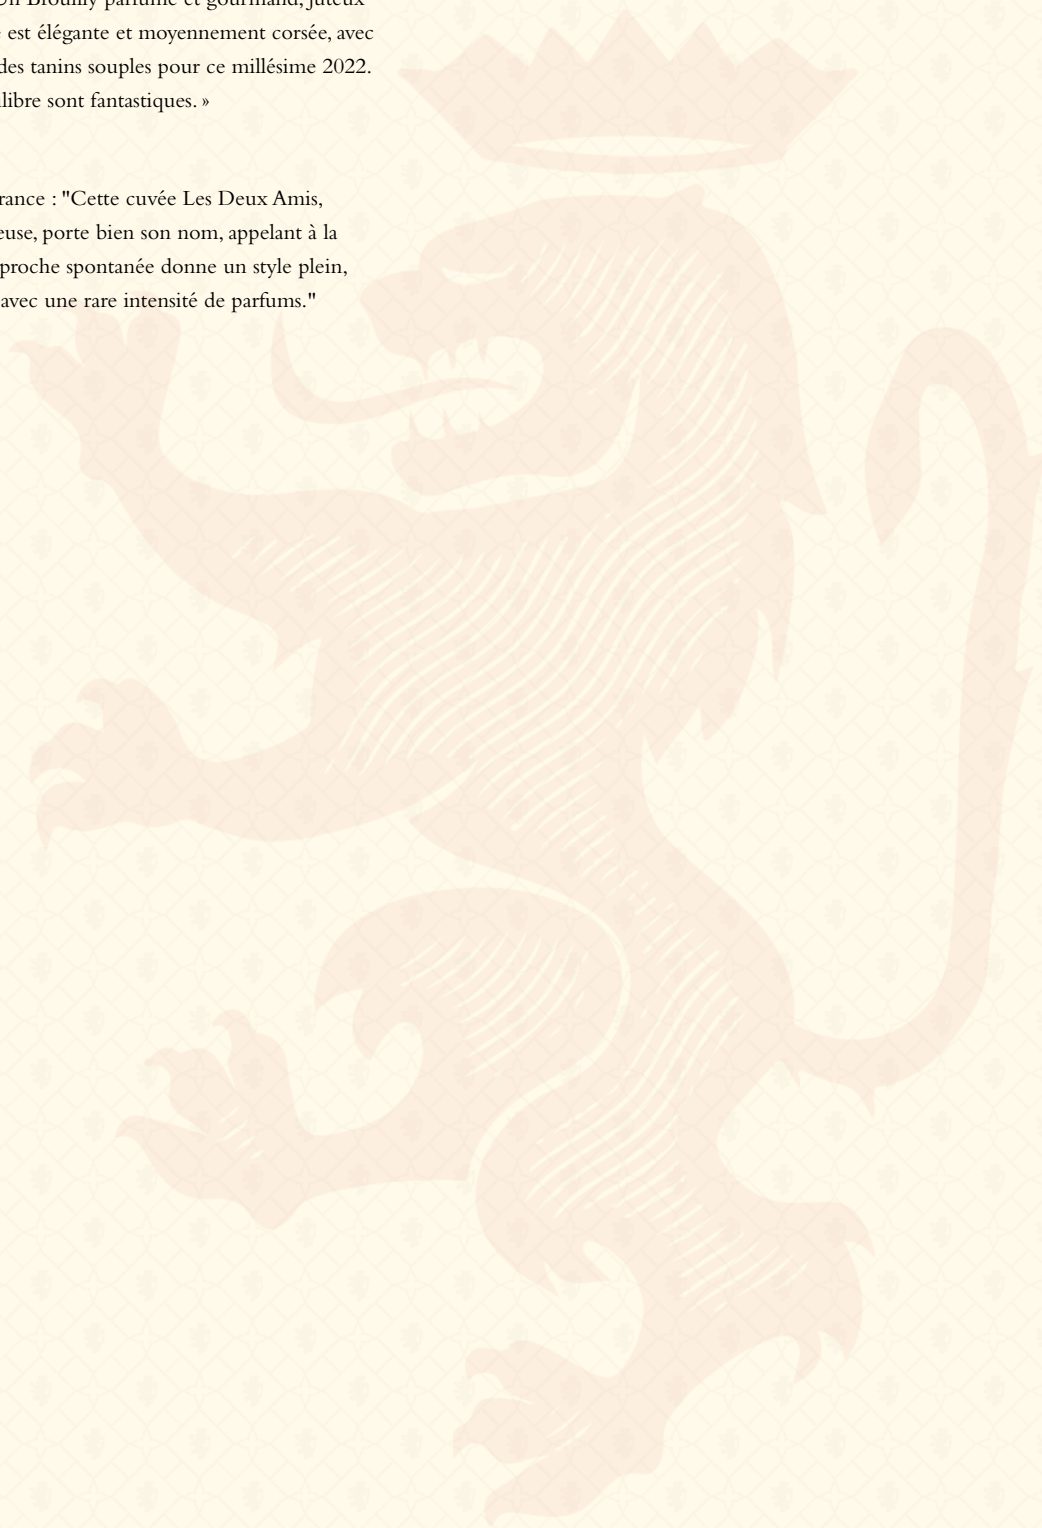 Un Brouilly parfumé et gourmand, juteux
est élégante et moyennement corsée, avec
des tanins souples pour ce millésime 2022.
libre sont fantastiques. »
rance : "Cette cuvée Les Deux Amis,
euse, porte bien son nom, appelant à la
proche spontanée donne un style plein,
avec une rare intensité de parfums."